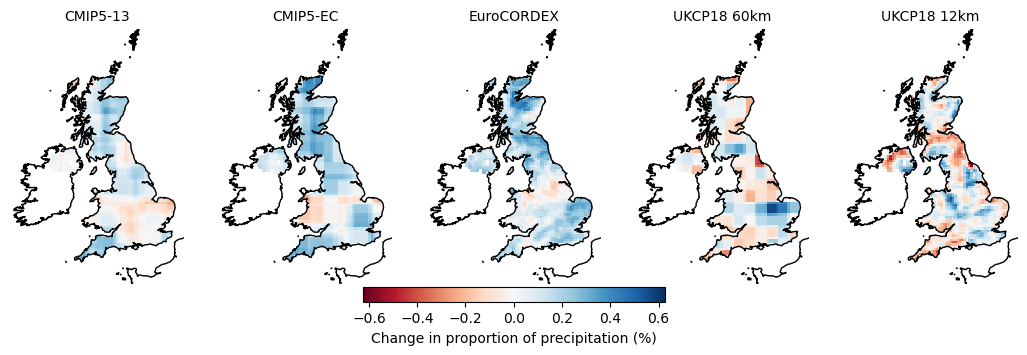 CMIP5-13 CMIP5-EC EuroCORDEX UKCP18 60km UKCP18 12km
−0.6 −0.4 −0.2 0.0 0.2 0.4 0.6
Change in proportion of precipitation (%)